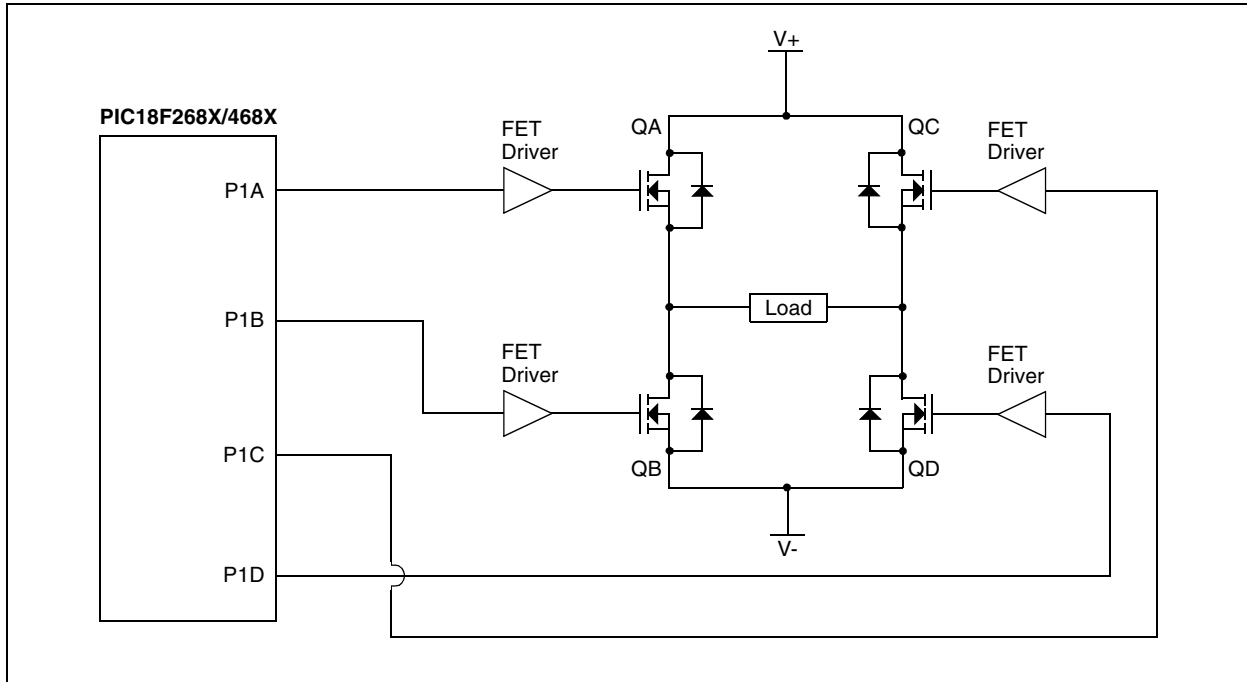 V+
PIC18F268X/468X
FET
Driver
QA
QC
FET
Driver
P1A
Load
P1B
FET
Driver
FET
Driver
P1C
QB
QD
V-
P1D